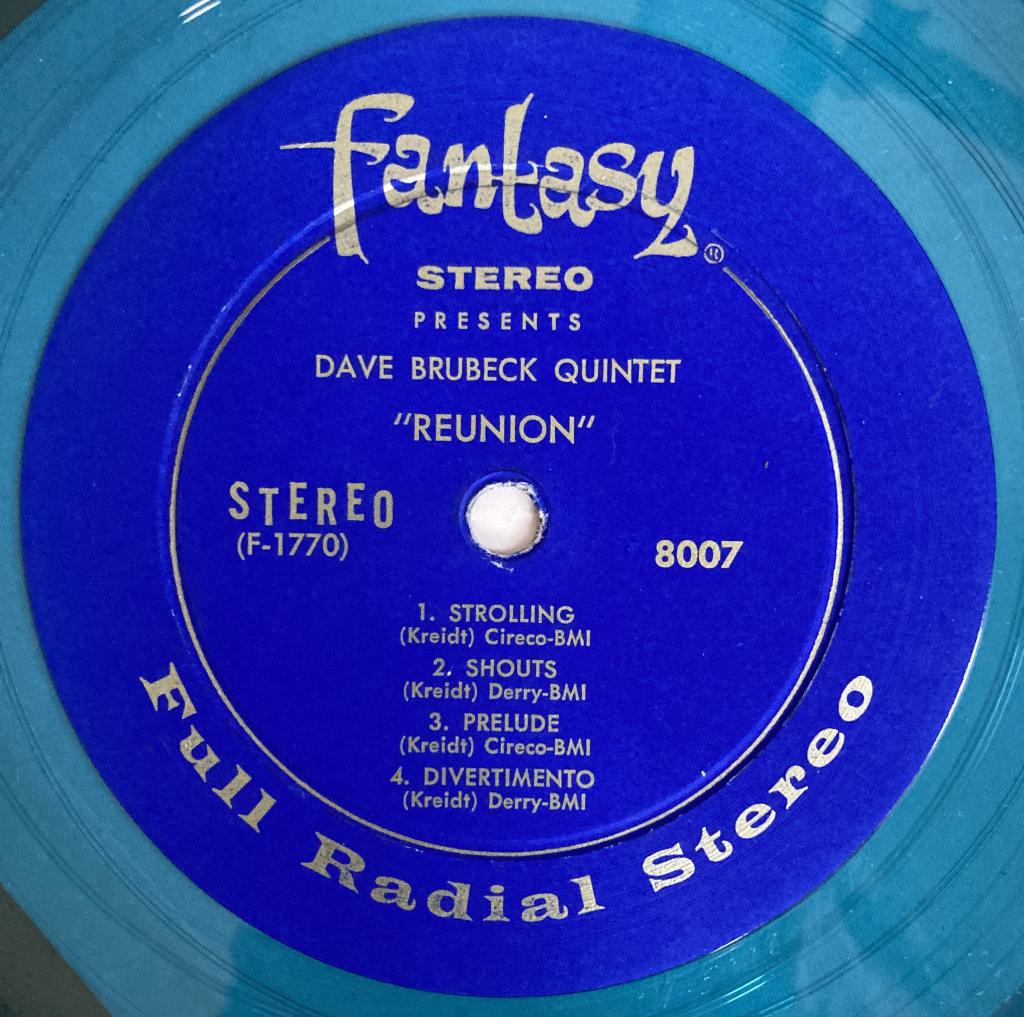 Fantasy ®
STEREO
PRESENTS
DAVE BRUBECK QUINTET
"REUNION"
STEREO
(F-1770)
8007
1. STROLLING
(Kreidt) Cireco-BMI
2. SHOUTS
(Kreidt) Derry-BMI
3. PRELUDE
(Kreidt) Cireco-BMI
4. DIVERTIMENTO
(Kreidt) Derry-BMI
Full Radial Stereo